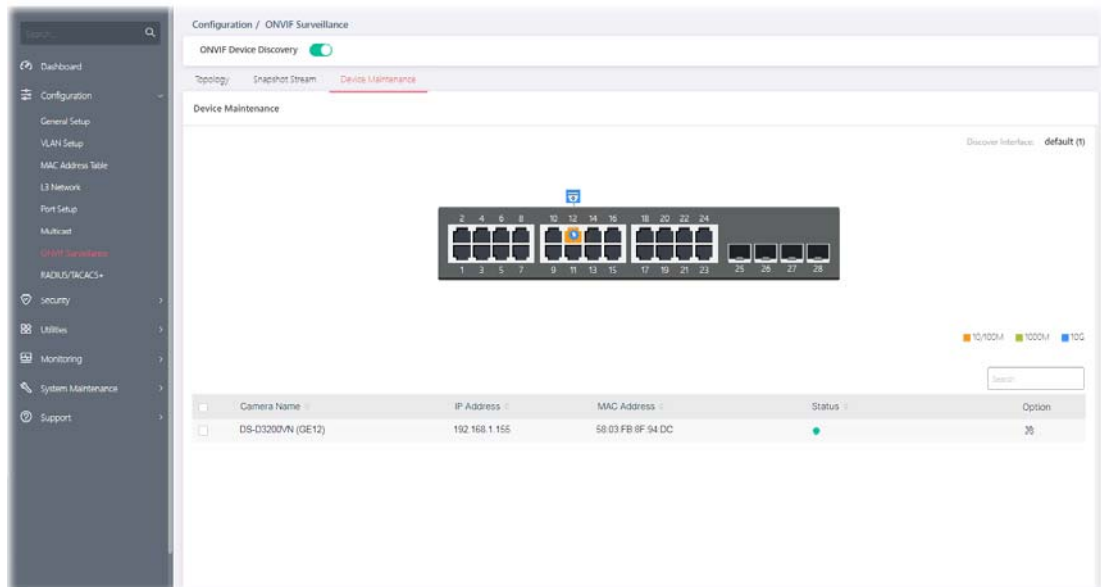 Search...
Configuration / ONVIF Surveillance
ONVIF Device Discovery
Dashboard
Configuration
General Setup
VLAN Setup
MAC Address Table
L3 Network
Port Setup
Multicast
ONVIF Surveillance
RADIUS/TACACS+
Security
Utilities
Monitoring
System Maintenance
Support
Topology Snapshot Stream Device Maintenance
Device Maintenance
Discover Interface: default (1)
2 4 6 8 10 12 14 16 18 20 22 24
1 3 5 7 9 11 13 15 17 19 21 23 25 26 27 28
10/100M 1000M 10G
Search
Camera Name IP Address MAC Address Status Option
DS-D3200VN (GE12) 192.168.1.155 58:03:FB:8F:94:DC